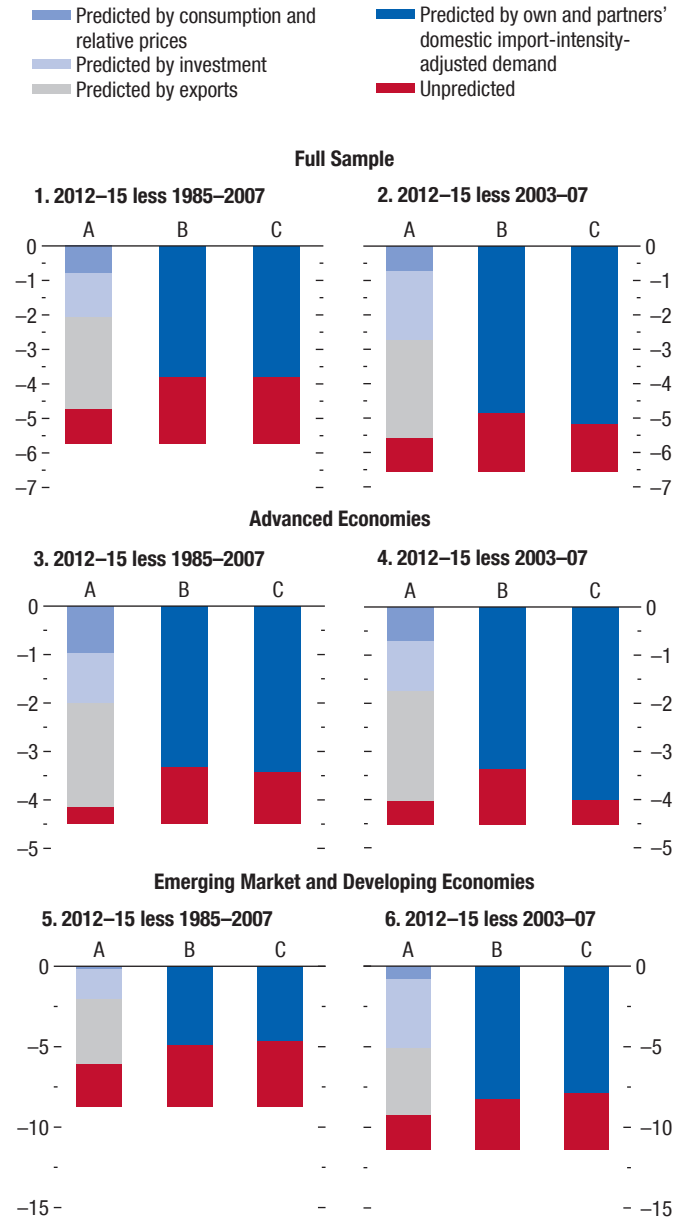 Predicted by consumption and
relative prices
Predicted by investment
Predicted by exports
Predicted by own and partners’
domestic import-intensity-
adjusted demand
Unpredicted
Full Sample
1. 2012–15 less 1985–2007
A B C
0
–1
–2
–3
–4
–5
–6
–7
2. 2012–15 less 2003–07
A B C
0
–1
–2
–3
–4
–5
–6
–7
Advanced Economies
3. 2012–15 less 1985–2007
A B C
0
–1
–2
–3
–4
–5
4. 2012–15 less 2003–07
A B C
0
–1
–2
–3
–4
–5
Emerging Market and Developing Economies
5. 2012–15 less 1985–2007
A B C
0
–5
–10
–15
6. 2012–15 less 2003–07
A B C
0
–5
–10
–15